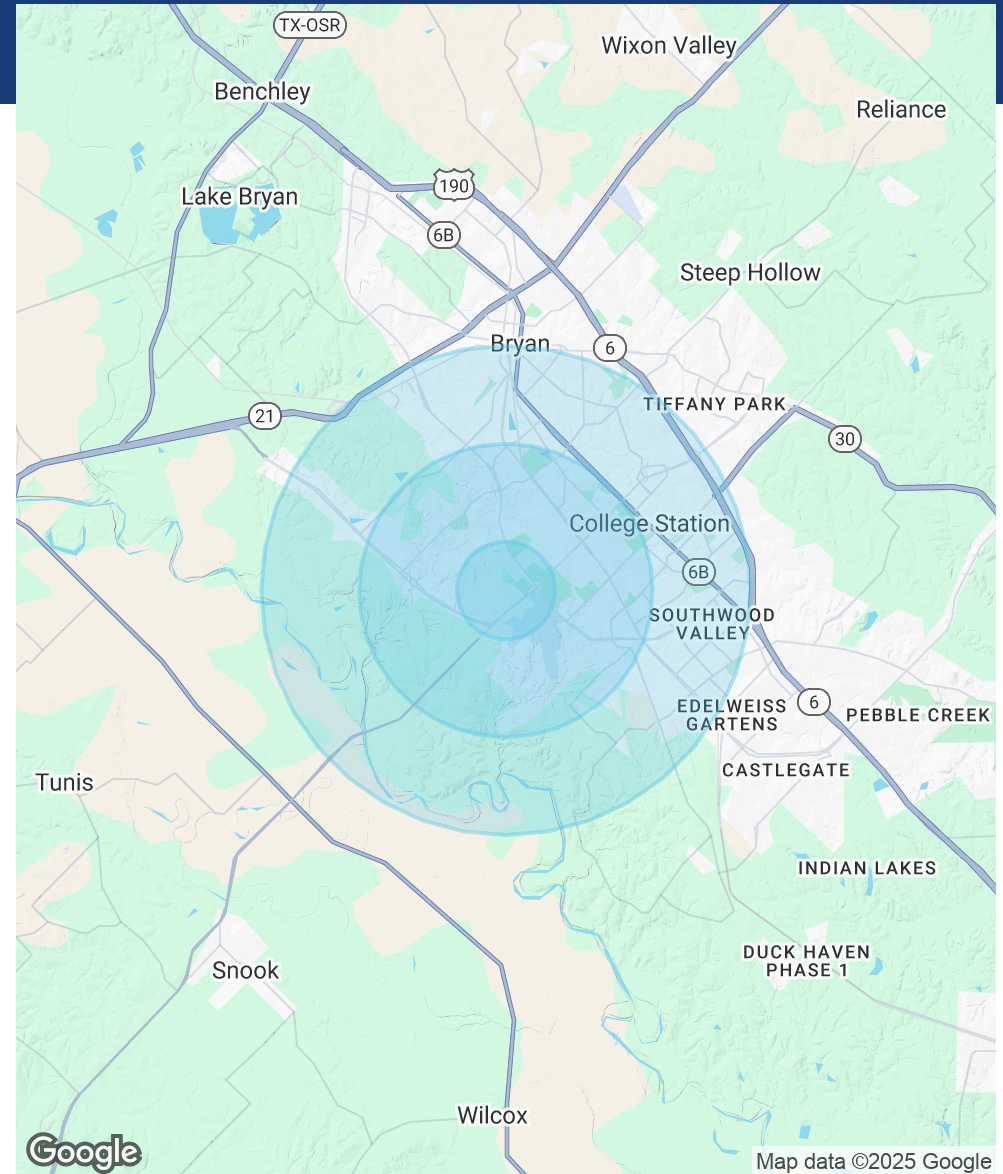 TX-OSR
Wixon Valley
Benchley
Reliance
190
Lake Bryan
6B
Steep Hollow
Bryan
6
TIFFANY PARK
21
30
College Station
6B
SOUTHWOOD
VALLEY
EDELWEISS
GARTENS
6
PEBBLE CREEK
CASTLEGATE
Tunis
INDIAN LAKES
DUCK HAVEN
PHASE 1
Snook
Wilcox
Google
Map data ©2025 Google